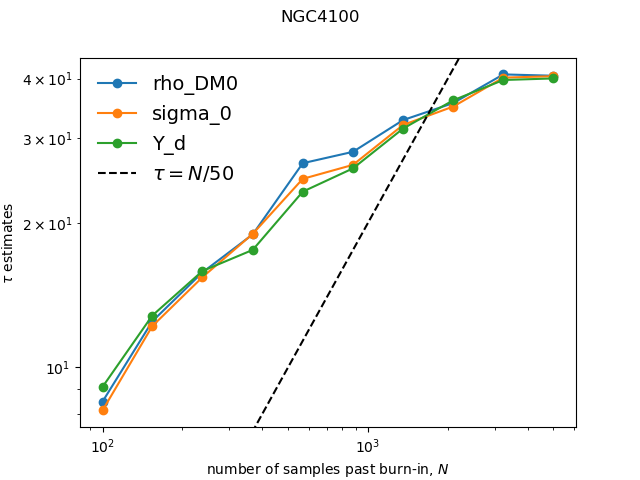 NGC4100
rho_DM0
sigma_0
Y_d
τ = N/50
4 × 10¹
3 × 10¹
2 × 10¹
10¹
τ estimates
10² 10³
number of samples past burn-in, N